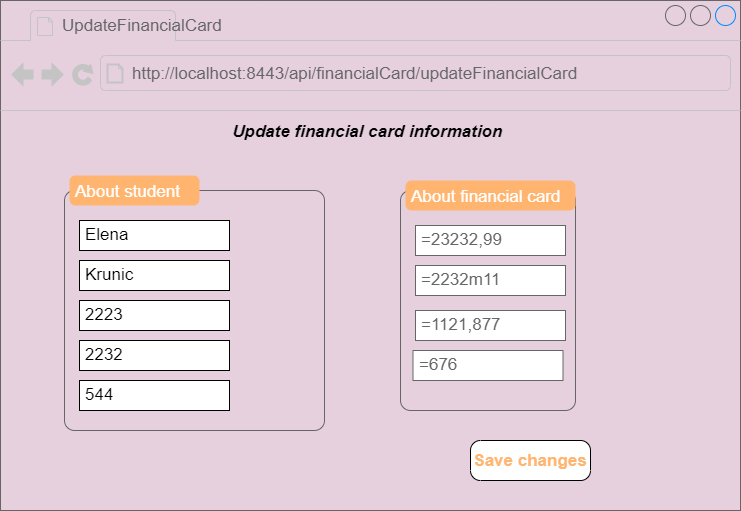 UpdateFinancialCard
http://localhost:8443/api/financialCard/updateFinancialCard
Update financial card information
About student
Elena
Krunic
2223
2232
544
About financial card
=23232,99
=2232m11
=1121,877
=676
Save changes